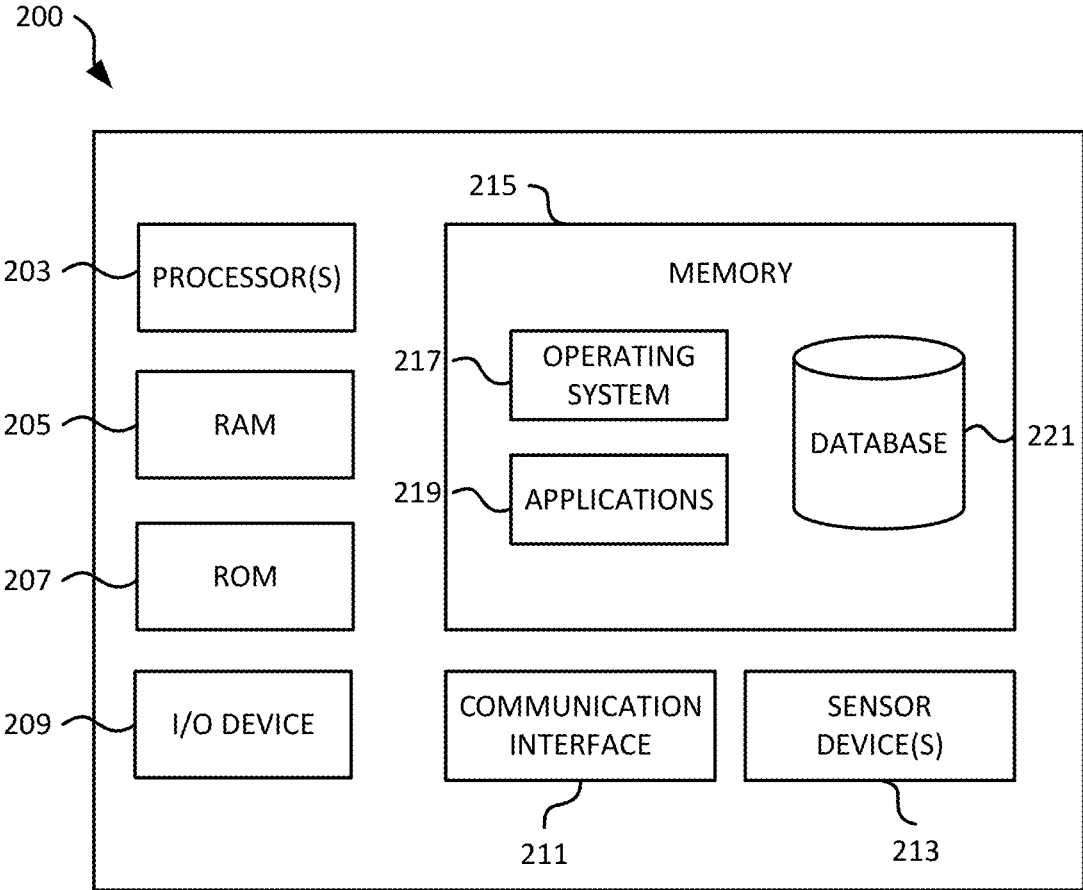 200
215
203
PROCESSOR(S)
MEMORY
217
OPERATING
SYSTEM
205
RAM
DATABASE
221
219
APPLICATIONS
207
ROM
209
I/O DEVICE
COMMUNICATION
INTERFACE
SENSOR
DEVICE(S)
211
213